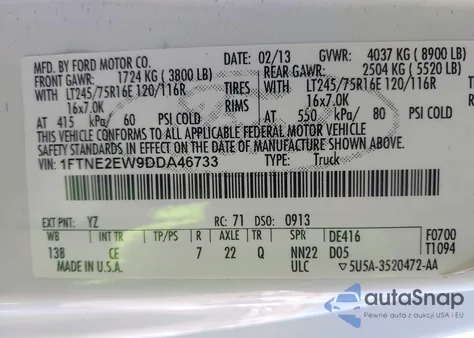 MFD. BY FORD MOTOR CO.
DATE: 02/13 GVWR: 4037 KG (8900 LB)
FRONT GAWR: 1724 KG (3800 LB) REAR GAWR: 2504 KG (5520 LB)
WITH LT245/75R16E 120/116R TIRES WITH LT245/75R16E 120/116R
16x7.0K RIMS 16x7.0K
AT 415 kPa/ 60 PSI COLD AT 550 kPa/ 80 PSI COLD
THIS VEHICLE CONFORMS TO ALL APPLICABLE FEDERAL MOTOR VEHICLE
SAFETY STANDARDS IN EFFECT ON THE DATE OF MANUFACTURE SHOWN ABOVE.
VIN: 1FTNE2EW9DDA46733 TYPE: Truck
EXT PNT: YZ RC: 71 DSO: 0913
WB INT TR TP/PS R AXLE TR SPR DE416 F0700
138 CE 7 22 Q NN22 D05 T1094
MADE IN U.S.A. ULC ▽5U5A-3520472-AA
autoSnap
Pewne auta z USA i EU